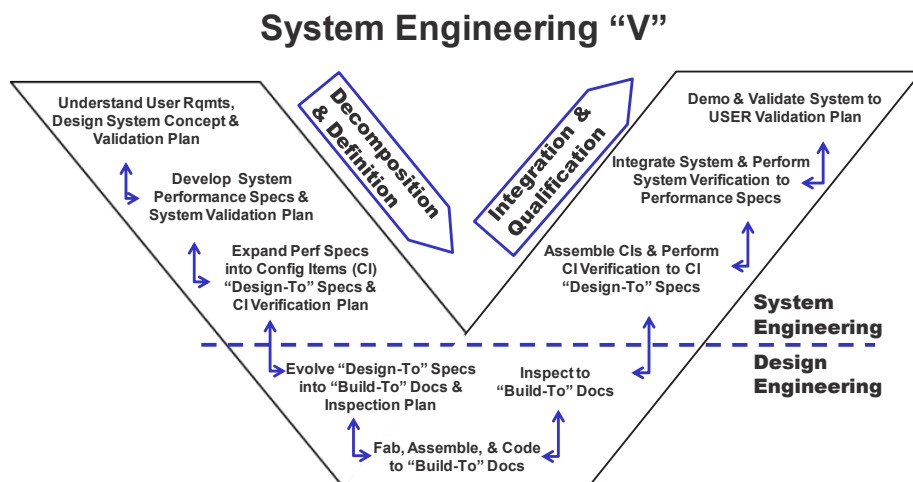 System Engineering “V”
Understand User Rqmts,
Design System Concept &
Validation Plan
Develop System
Performance Specs &
System Validation Plan
Expand Perf Specs
into Config Items (CI)
“Design-To” Specs &
CI Verification Plan
Evolve “Design-To” Specs
into “Build-To” Docs &
Inspection Plan
Fab, Assemble, & Code
to “Build-To” Docs
Inspect to
“Build-To” Docs
Assemble CIs & Perform
CI Verification to CI
“Design-To” Specs
Integrate System & Perform
System Verification to
Performance Specs
Demo & Validate System to
USER Validation Plan
Decomposition
& Definition
Integration &
Qualification
System
Engineering
Design
Engineering